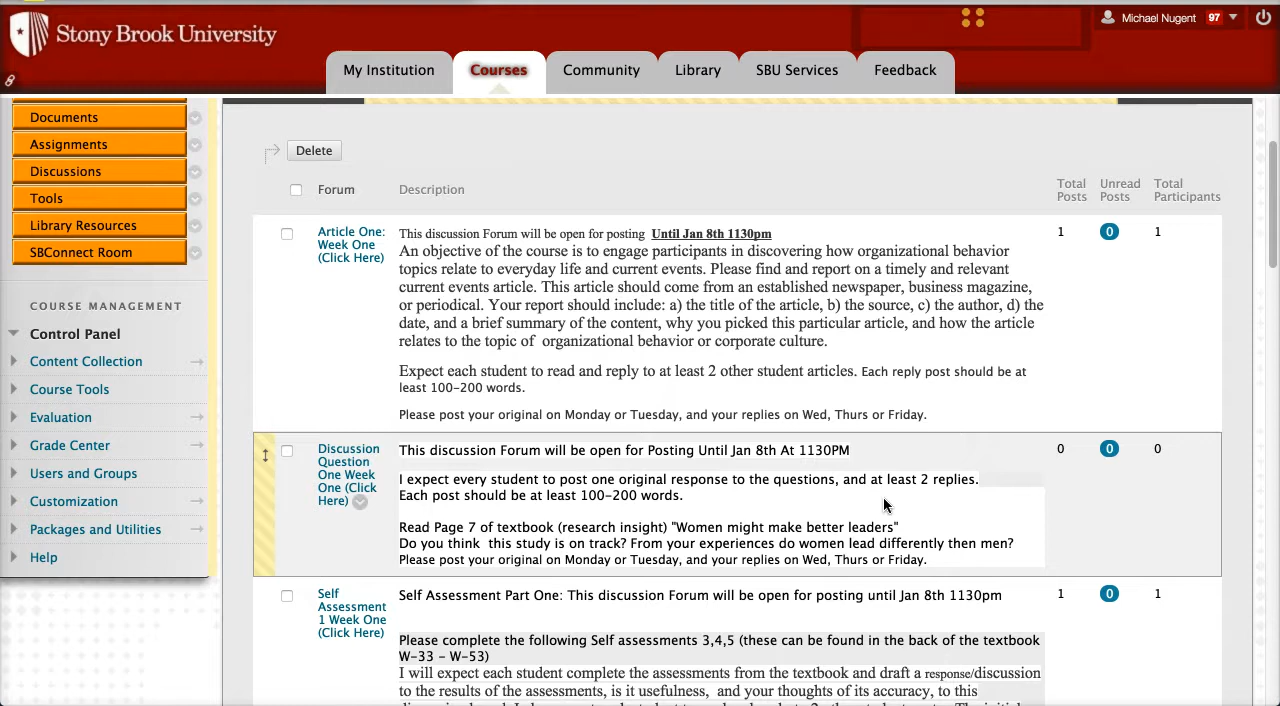 Stony Brook University
Michael Nugent 97
My Institution
Courses
Community
Library
SBU Services
Feedback
Documents
Assignments
Discussions
Tools
Library Resources
SBConnect Room
COURSE MANAGEMENT
Control Panel
Content Collection
Course Tools
Evaluation
Grade Center
Users and Groups
Customization
Packages and Utilities
Help
Delete
Forum
Description
Total
Posts
Unread
Posts
Total
Participants
Article One:
Week One
(Click Here)
This discussion Forum will be open for posting Until Jan 8th 1130pm
An objective of the course is to engage participants in discovering how organizational behavior
topics relate to everyday life and current events. Please find and report on a timely and relevant
current events article. This article should come from an established newspaper, business magazine,
or periodical. Your report should include: a) the title of the article, b) the source, c) the author, d) the
date, and a brief summary of the content, why you picked this particular article, and how the article
relates to the topic of organizational behavior or corporate culture.
Expect each student to read and reply to at least 2 other student articles. Each reply post should be at
least 100-200 words.
Please post your original on Monday or Tuesday, and your replies on Wed, Thurs or Friday.
1
0
1
Discussion
Question
One Week
One (Click
Here)
This discussion Forum will be open for Posting Until Jan 8th At 1130PM
I expect every student to post one original response to the questions, and at least 2 replies.
Each post should be at least 100-200 words.
Read Page 7 of textbook (research insight) "Women might make better leaders"
Do you think this study is on track? From your experiences do women lead differently then men?
Please post your original on Monday or Tuesday, and your replies on Wed, Thurs or Friday.
0
0
0
Self
Assessment
1 Week One
(Click Here)
Self Assessment Part One: This discussion Forum will be open for posting until Jan 8th 1130pm
Please complete the following Self assessments 3,4,5 (these can be found in the back of the textbook
W-33 - W-53)
I will expect each student complete the assessments from the textbook and draft a response/discussion
to the results of the assessments, is it usefulness, and your thoughts of its accuracy, to this
1
0
1